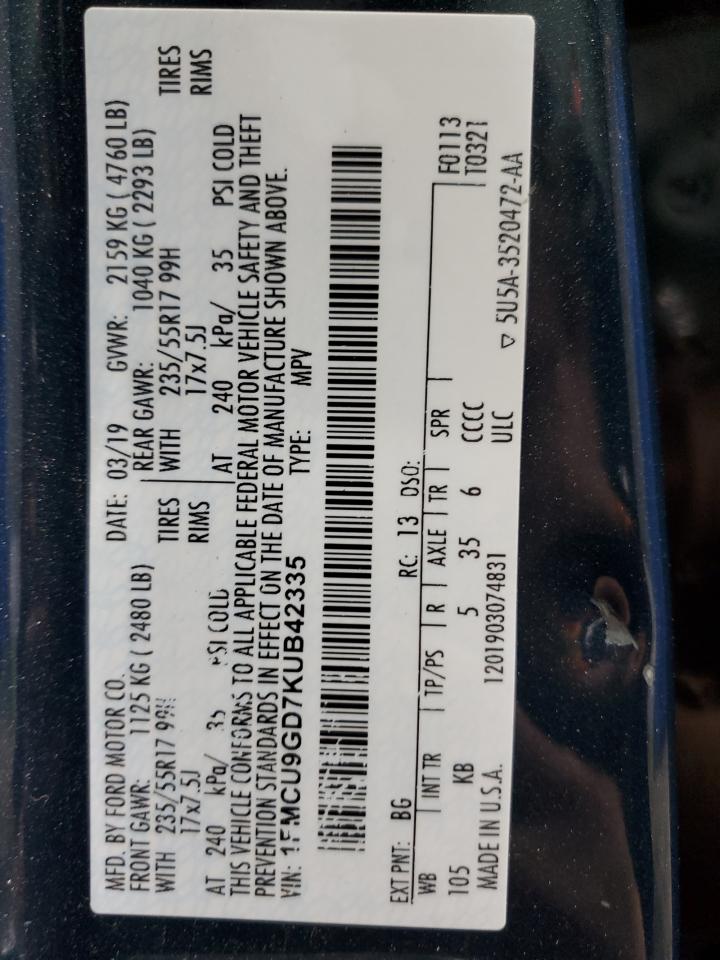 MFD. BY FORD MOTOR CO. DATE: 03/19 GVWR: 2159 KG ( 4760 LB)
FRONT GAWR: 1125 KG ( 2480 LB) REAR GAWR: 1040 KG ( 2293 LB)
WITH 235/55R17 99H TIRES WITH 235/55R17 99H TIRES
17x7.5J RIMS 17x7.5J RIMS
AT 240 kPa/ 35 PSI COLD AT 240 kPa/ 35 PSI COLD
THIS VEHICLE CONFORMS TO ALL APPLICABLE FEDERAL MOTOR VEHICLE SAFETY AND THEFT
PREVENTION STANDARDS IN EFFECT ON THE DATE OF MANUFACTURE SHOWN ABOVE.
VIN: 1FMCU9GD7KUB42335 TYPE: MPV
EXT PNT: BG RC: 13 DSO:
WB INT TR TP/PS R AXLE TR SPR F0113
105 KB 5 35 6 CCCC T0321
MADE IN U.S.A. 1201903074831 ULC ▽ 5U5A-3520472-AA